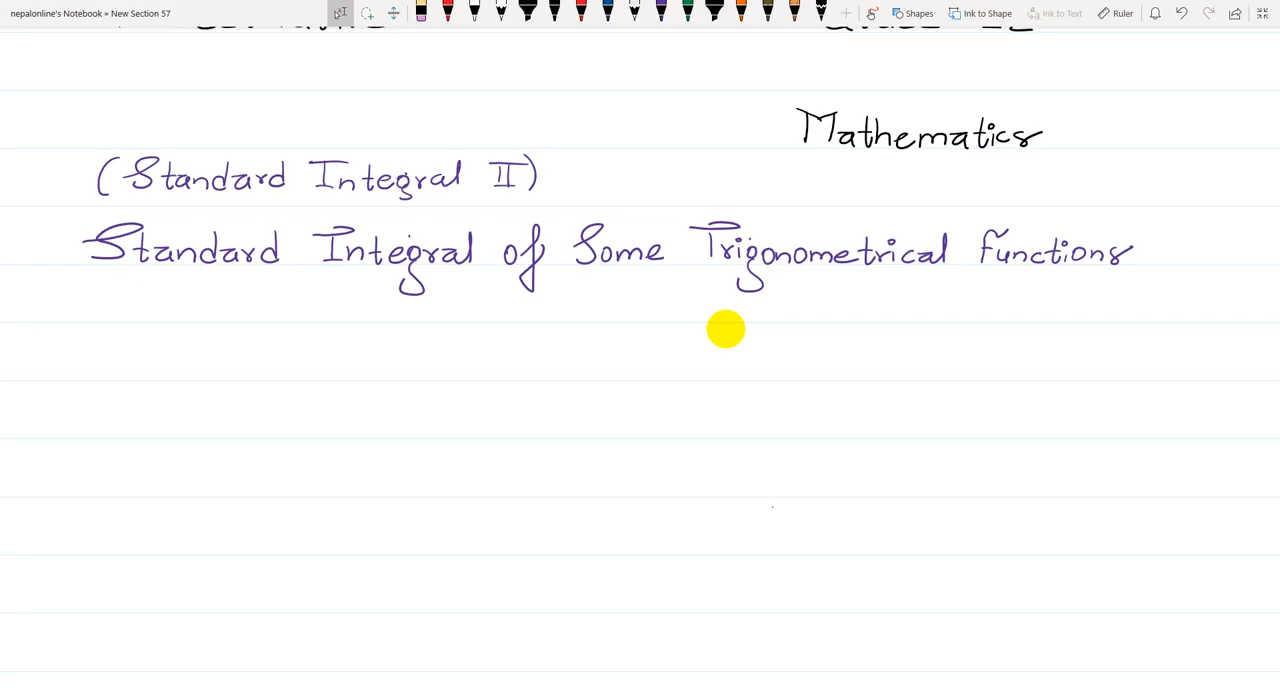 nepalonline's Notebook » New Section 57
Shapes Ink to Shape Ink to Text Ruler
Mathematics
(Standard Integral II)
Standard Integral of Some Trigonometrical functions